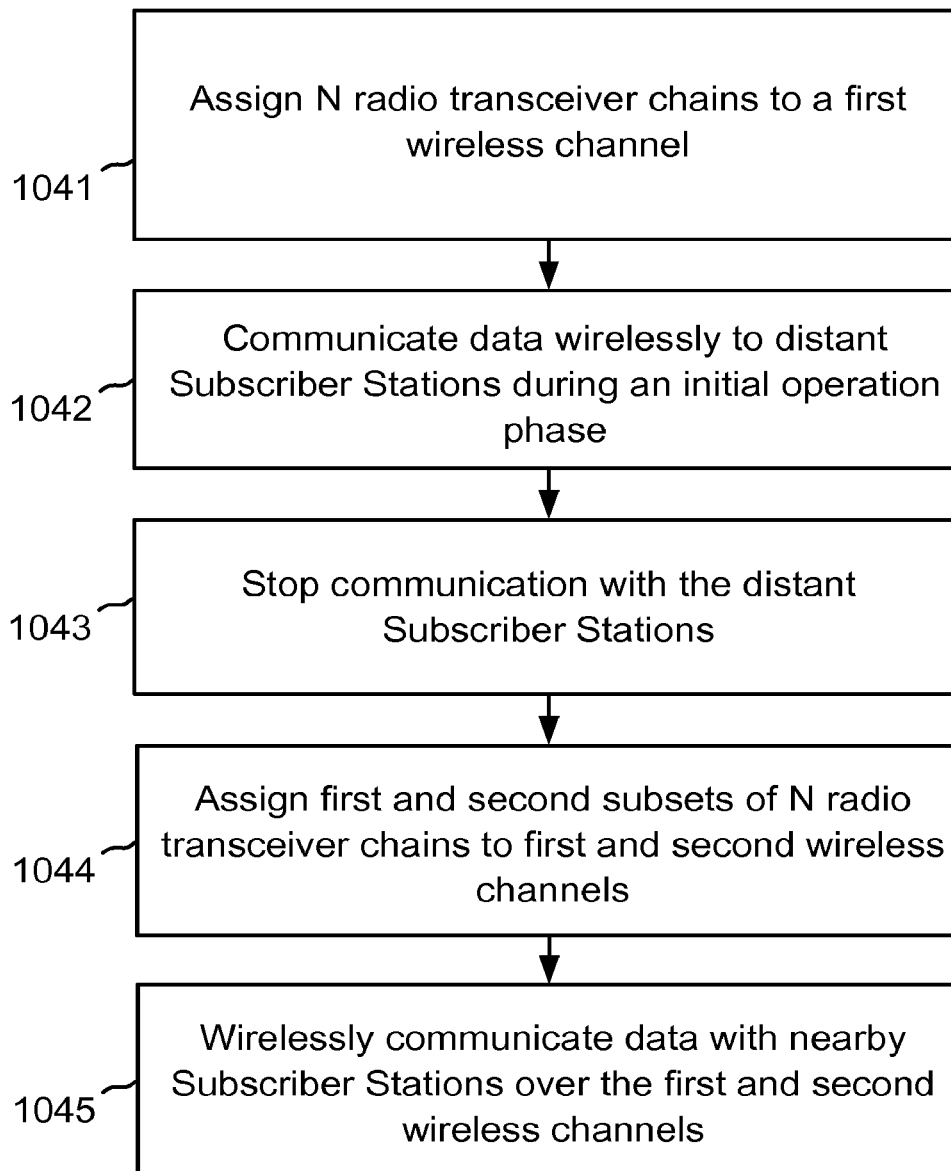 Assign N radio transceiver chains to a first
wireless channel
1041
Communicate data wirelessly to distant
Subscriber Stations during an initial operation
phase
1042
Stop communication with the distant
Subscriber Stations
1043
Assign first and second subsets of N radio
transceiver chains to first and second wireless
channels
1044
Wirelessly communicate data with nearby
Subscriber Stations over the first and second
wireless channels
1045